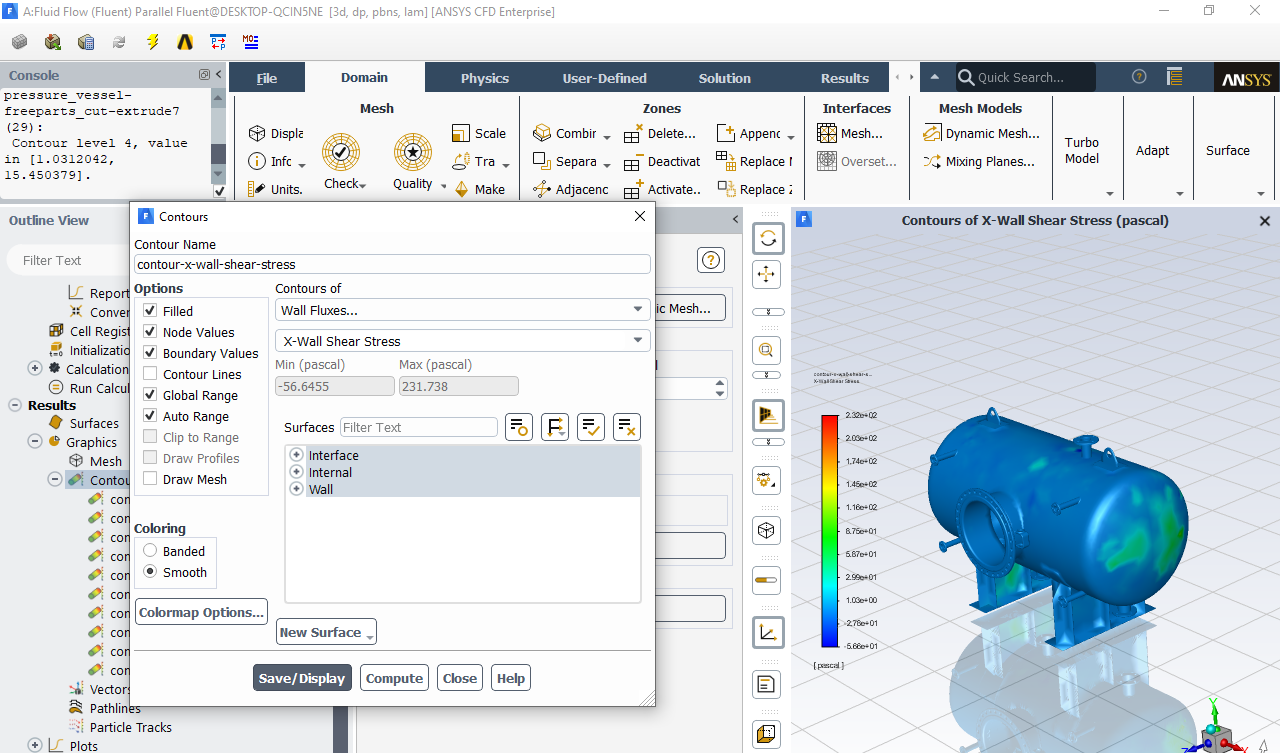 A:Fluid Flow (Fluent) Parallel Fluent@DESKTOP-QCIN5NE [3d, dp, pbns, lam] [ANSYS CFD Enterprise]
Console
File
Domain
Physics
User-Defined
Solution
Results
Quick Search...
ANSYS
pressure_vessel-
freeparts_cut-extrude7
(29):
Contour level 4, value
in [1.0312042,
15.450379].
Mesh
Displa
Info
Units.
Check
Quality
Scale
Tra
Make
Zones
Combir
Separa
Adjacenc
Delete...
Deactivat
Activate..
Append
Replace M
Replace Z
Interfaces
Mesh...
Overset...
Mesh Models
Dynamic Mesh...
Mixing Planes...
Turbo
Model
Adapt
Surface
Outline View
Filter Text
Report
Conver
Cell Regist
Initializatio
Calculation
Run Calcul
Results
Surfaces
Graphics
Mesh
Contou
con
con
con
con
con
con
con
con
con
con
Vectors
Pathlines
Particle Tracks
Plots
Contours
Contour Name
contour-x-wall-shear-stress
Options
Filled
Node Values
Boundary Values
Contour Lines
Global Range
Auto Range
Clip to Range
Draw Profiles
Draw Mesh
Coloring
Banded
Smooth
Colormap Options...
Contours of
Wall Fluxes...
X-Wall Shear Stress
Min (pascal)
Max (pascal)
-56.6455
231.738
Surfaces
Filter Text
Interface
Internal
Wall
New Surface
Save/Display
Compute
Close
Help
ic Mesh...
Contours of X-Wall Shear Stress (pascal)
contour-x-wall-shear-s...
X-Wall Shear Stress
2.32e+02
2.03e+02
1.74e+02
1.45e+02
1.16e+02
8.75e+01
5.87e+01
2.99e+01
1.03e+00
-2.78e+01
-5.66e+01
[ pascal ]
Y
X